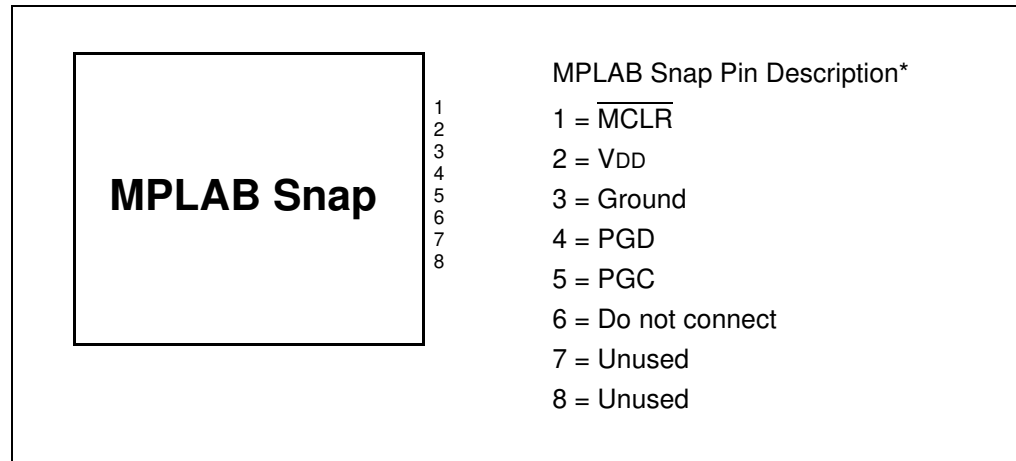 MPLAB Snap
1
2
3
4
5
6
7
8
MPLAB Snap Pin Description*
1 = M̅C̅L̅R̅
2 = VDD
3 = Ground
4 = PGD
5 = PGC
6 = Do not connect
7 = Unused
8 = Unused